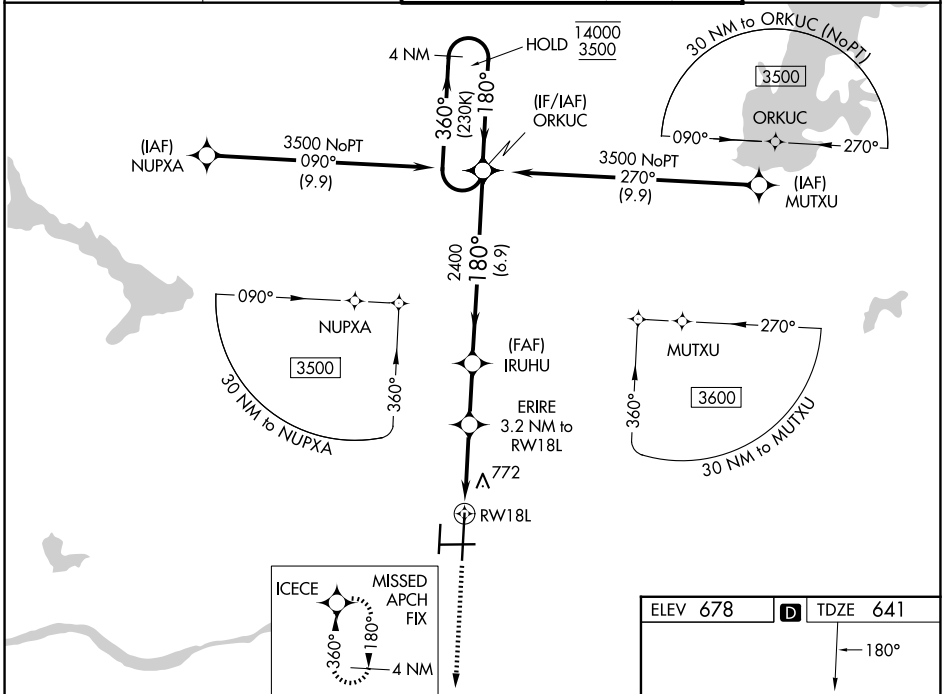 14000
4 NM
HOLD
3500
360°
(230K)
180°
(IF/IAF)
ORKUC
30 NM to ORKUC (NoPT)
3500
ORKUC
090°
270°
(IAF)
NUPXA
3500 NoPT
090°
(9.9)
3500 NoPT
270°
(9.9)
(IAF)
MUTXU
2400
180°
(6.9)
090°
NUPXA
3500
360°
30 NM to NUPXA
270°
MUTXU
3600
360°
30 NM to MUTXU
(FAF)
IRUHU
ERIRE
3.2 NM to
RW18L
772
RW18L
ICECE
MISSED
APCH
FIX
360°
180°
4 NM
ELEV 678
D
TDZE 641
180°